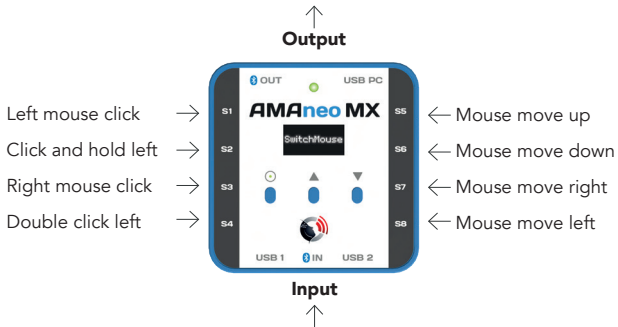 Output
OUT USB PC
AMAneo MX
SwitchMouse
Left mouse click S1 S5 Mouse move up
Click and hold left S2 S6 Mouse move down
Right mouse click S3 S7 Mouse move right
Double click left S4 S8 Mouse move left
USB 1 IN USB 2
Input